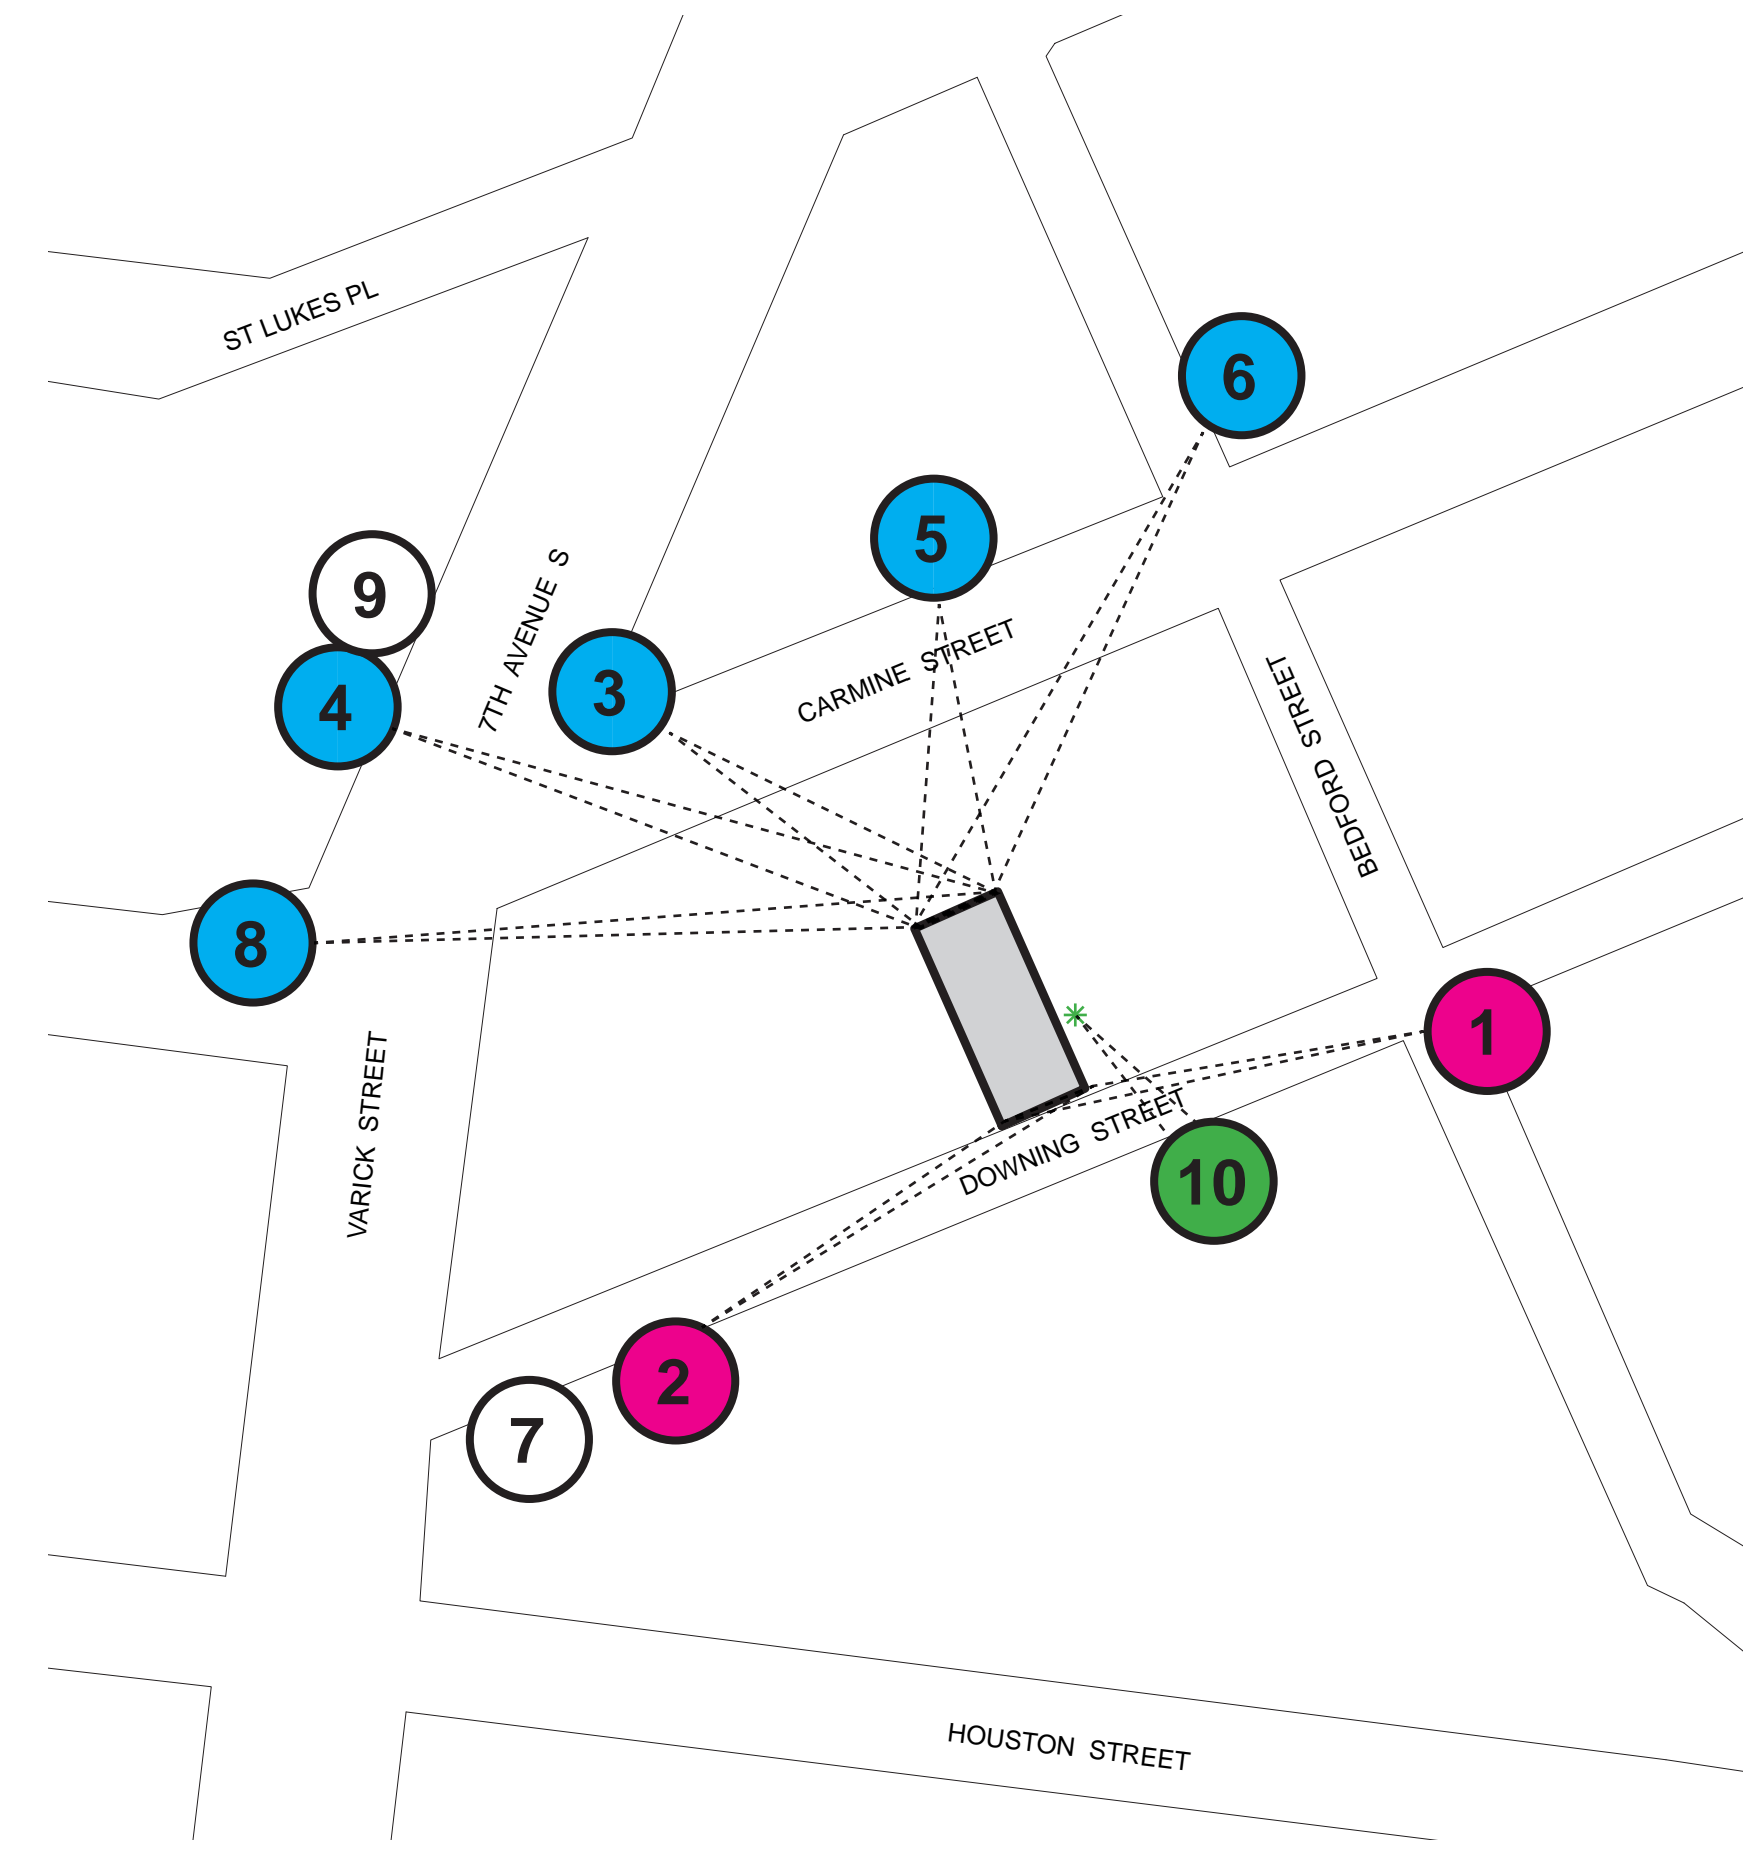 ST LUKES PL
6
5
9
7TH AVENUE S
CARMINE STREET
3
4
BEDFORD STREET
8
1
VARICK STREET
DOWNING STREET
10
2
7
HOUSTON STREET